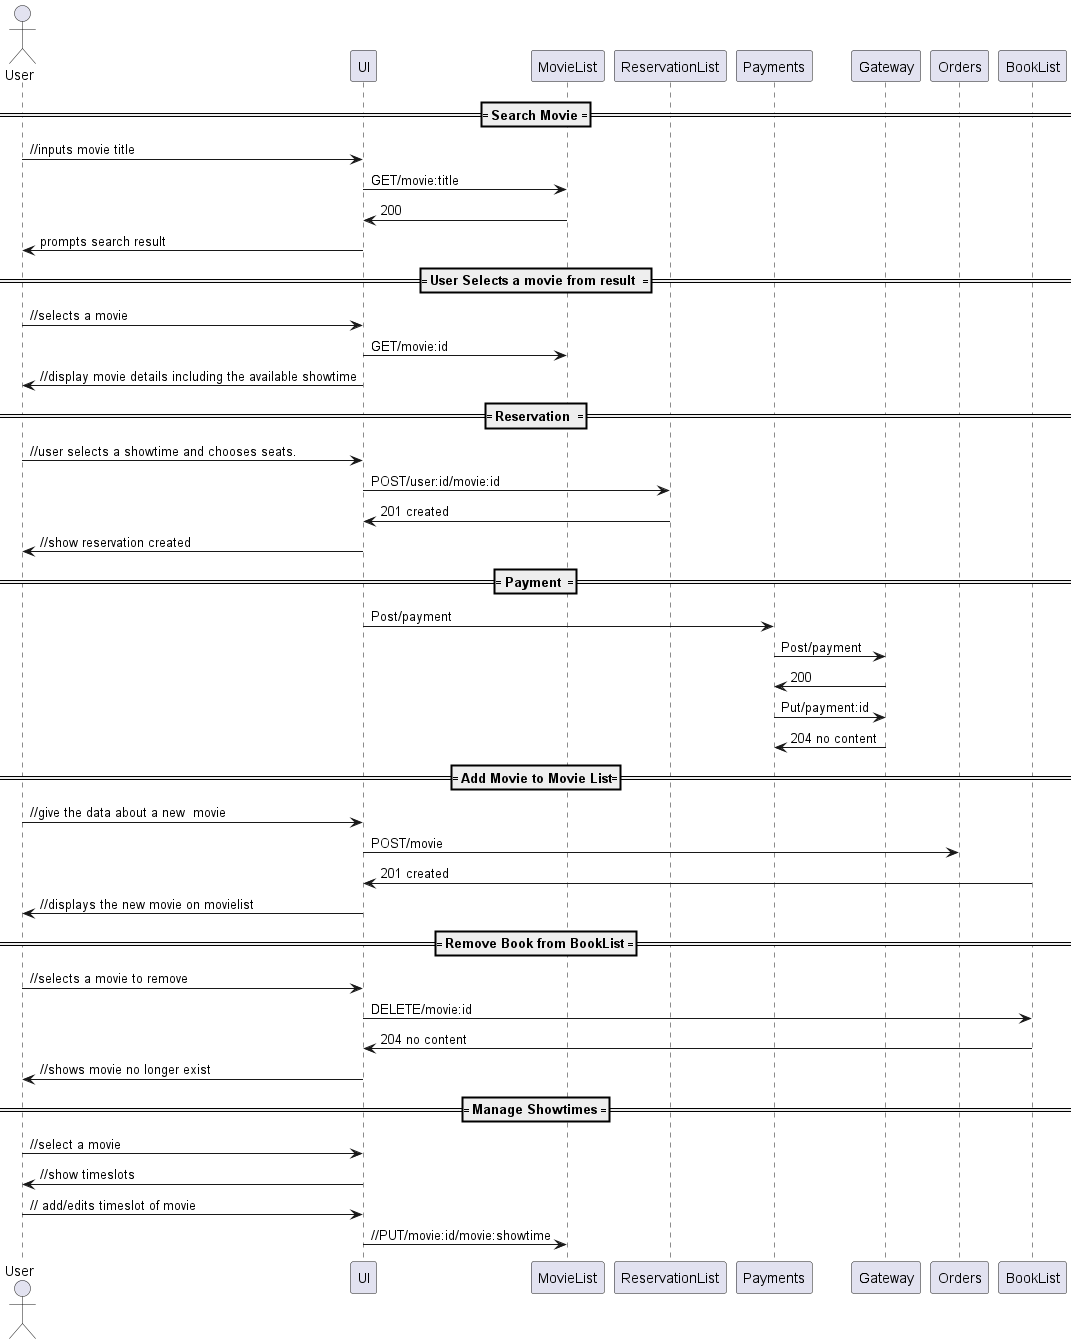 User
UI
MovieList
ReservationList
Payments
Gateway
Orders
BookList
= Search Movie =
//inputs movie title
GET/movie:title
200
prompts search result
= User Selects a movie from result =
//selects a movie
GET/movie:id
//display movie details including the available showtime
= Reservation =
//user selects a showtime and chooses seats.
POST/user:id/movie:id
201 created
//show reservation created
= Payment =
Post/payment
Post/payment
200
Put/payment:id
204 no content
= Add Movie to Movie List=
//give the data about a new  movie
POST/movie
201 created
//displays the new movie on movielist
= Remove Book from BookList =
//selects a movie to remove
DELETE/movie:id
204 no content
//shows movie no longer exist
= Manage Showtimes =
//select a movie
//show timeslots
// add/edits timeslot of movie
//PUT/movie:id/movie:showtime
User
UI
MovieList
ReservationList
Payments
Gateway
Orders
BookList